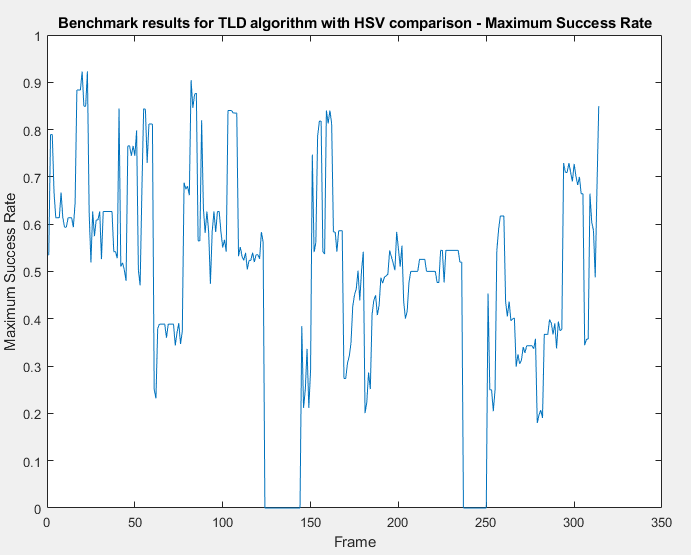 Benchmark results for TLD algorithm with HSV comparison - Maximum Success Rate
1
0.9
0.8
0.7
0.6
0.5
0.4
0.3
0.2
0.1
0
Maximum Success Rate
0 50 100 150 200 250 300 350
Frame